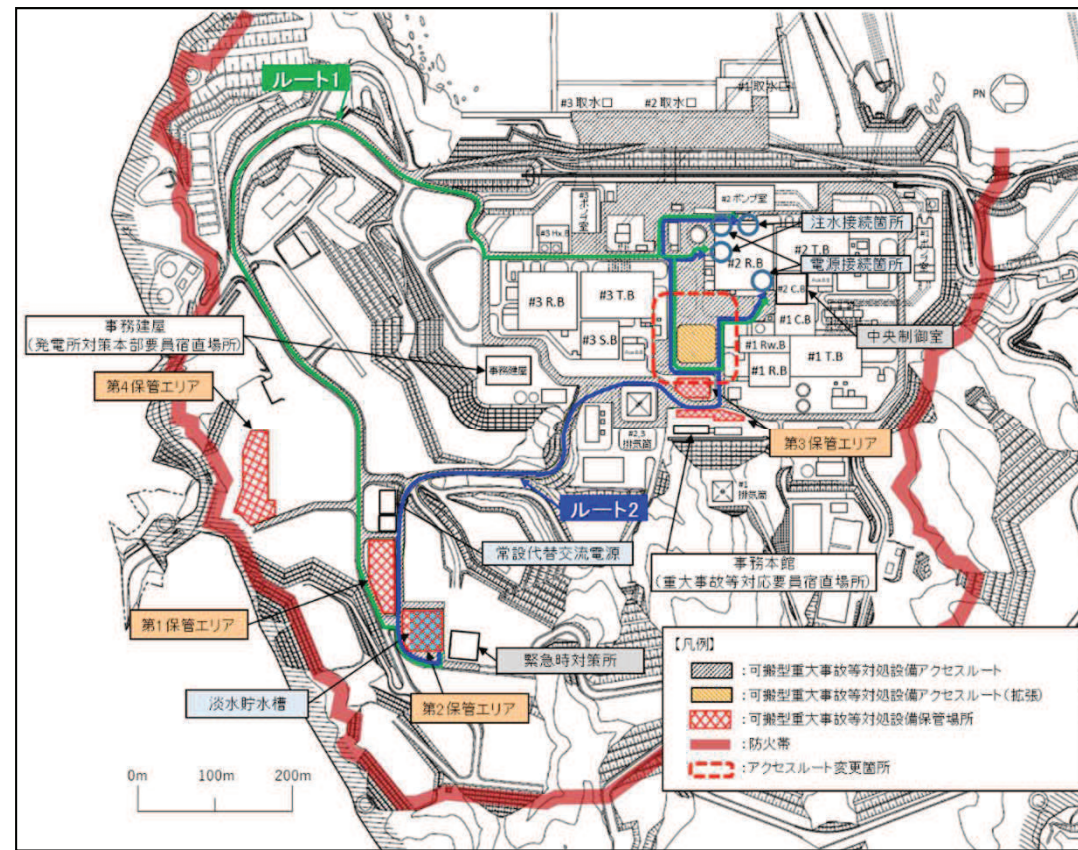 ルート1
#3 取水口
#2 取水口
#1 取水口
PN
#3ポンプ室
#2 ポンプ室
注水接続箇所
#3 Hx.B
#2 T.B
#2 R.B
電源接続箇所
#3 R.B
#3 T.B
#2 C.B
#1 C.B
中央制御室
事務建屋
(発電所対策本部要員宿直場所)
#3 S.B
#1 Rw.B
#1 T.B
#1 R.B
事務建屋
第4保管エリア
#2,3
排気筒
第3保管エリア
#1
排気筒
ルート2
常設代替交流電源
事務本館
(重大事故等対応要員宿直場所)
第1保管エリア
緊急時対策所
淡水貯水槽
第2保管エリア
【凡例】
:可搬型重大事故等対処設備アクセスルート
:可搬型重大事故等対処設備アクセスルート(拡張)
:可搬型重大事故等対処設備保管場所
:防火帯
:アクセスルート変更箇所
0m 100m 200m